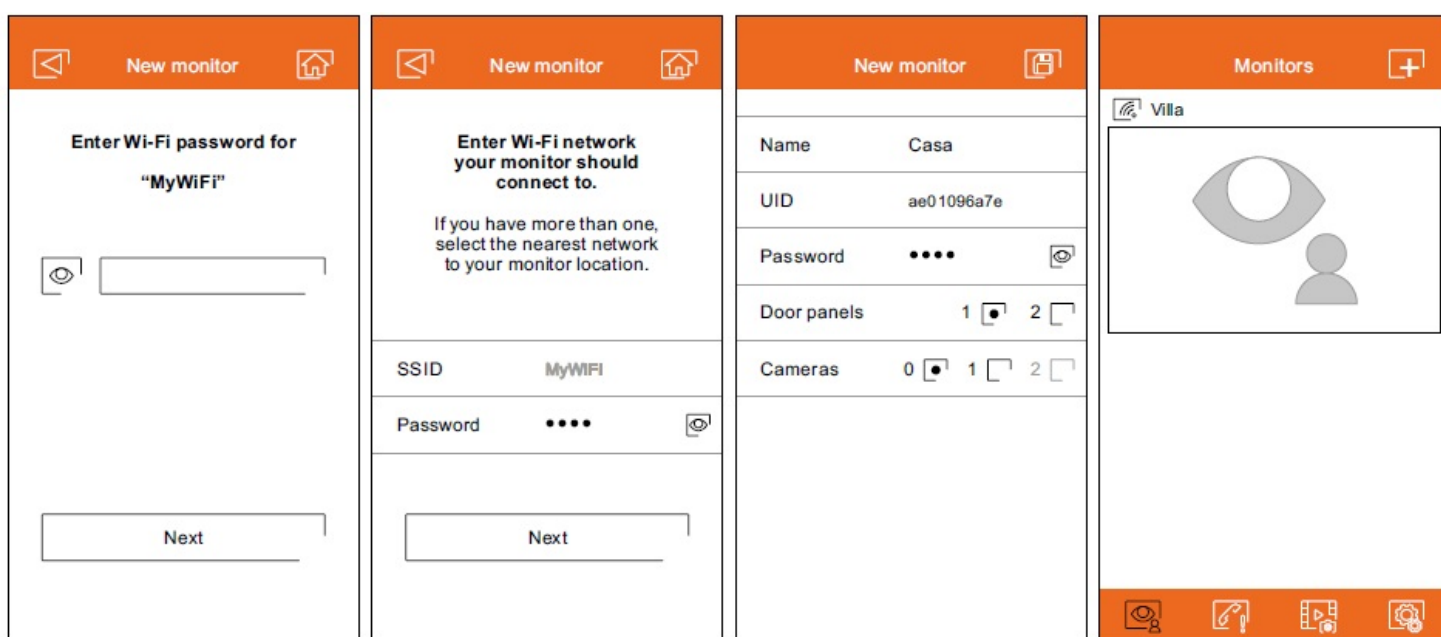 New monitor
Enter Wi-Fi password for
“MyWiFi”
Next
New monitor
Enter Wi-Fi network
your monitor should
connect to.
If you have more than one,
select the nearest network
to your monitor location.
SSID MyWIFI
Password ••••
Next
New monitor
Name Casa
UID ae01096a7e
Password ••••
Door panels 1 2
Cameras 0 1 2
Monitors
Villa